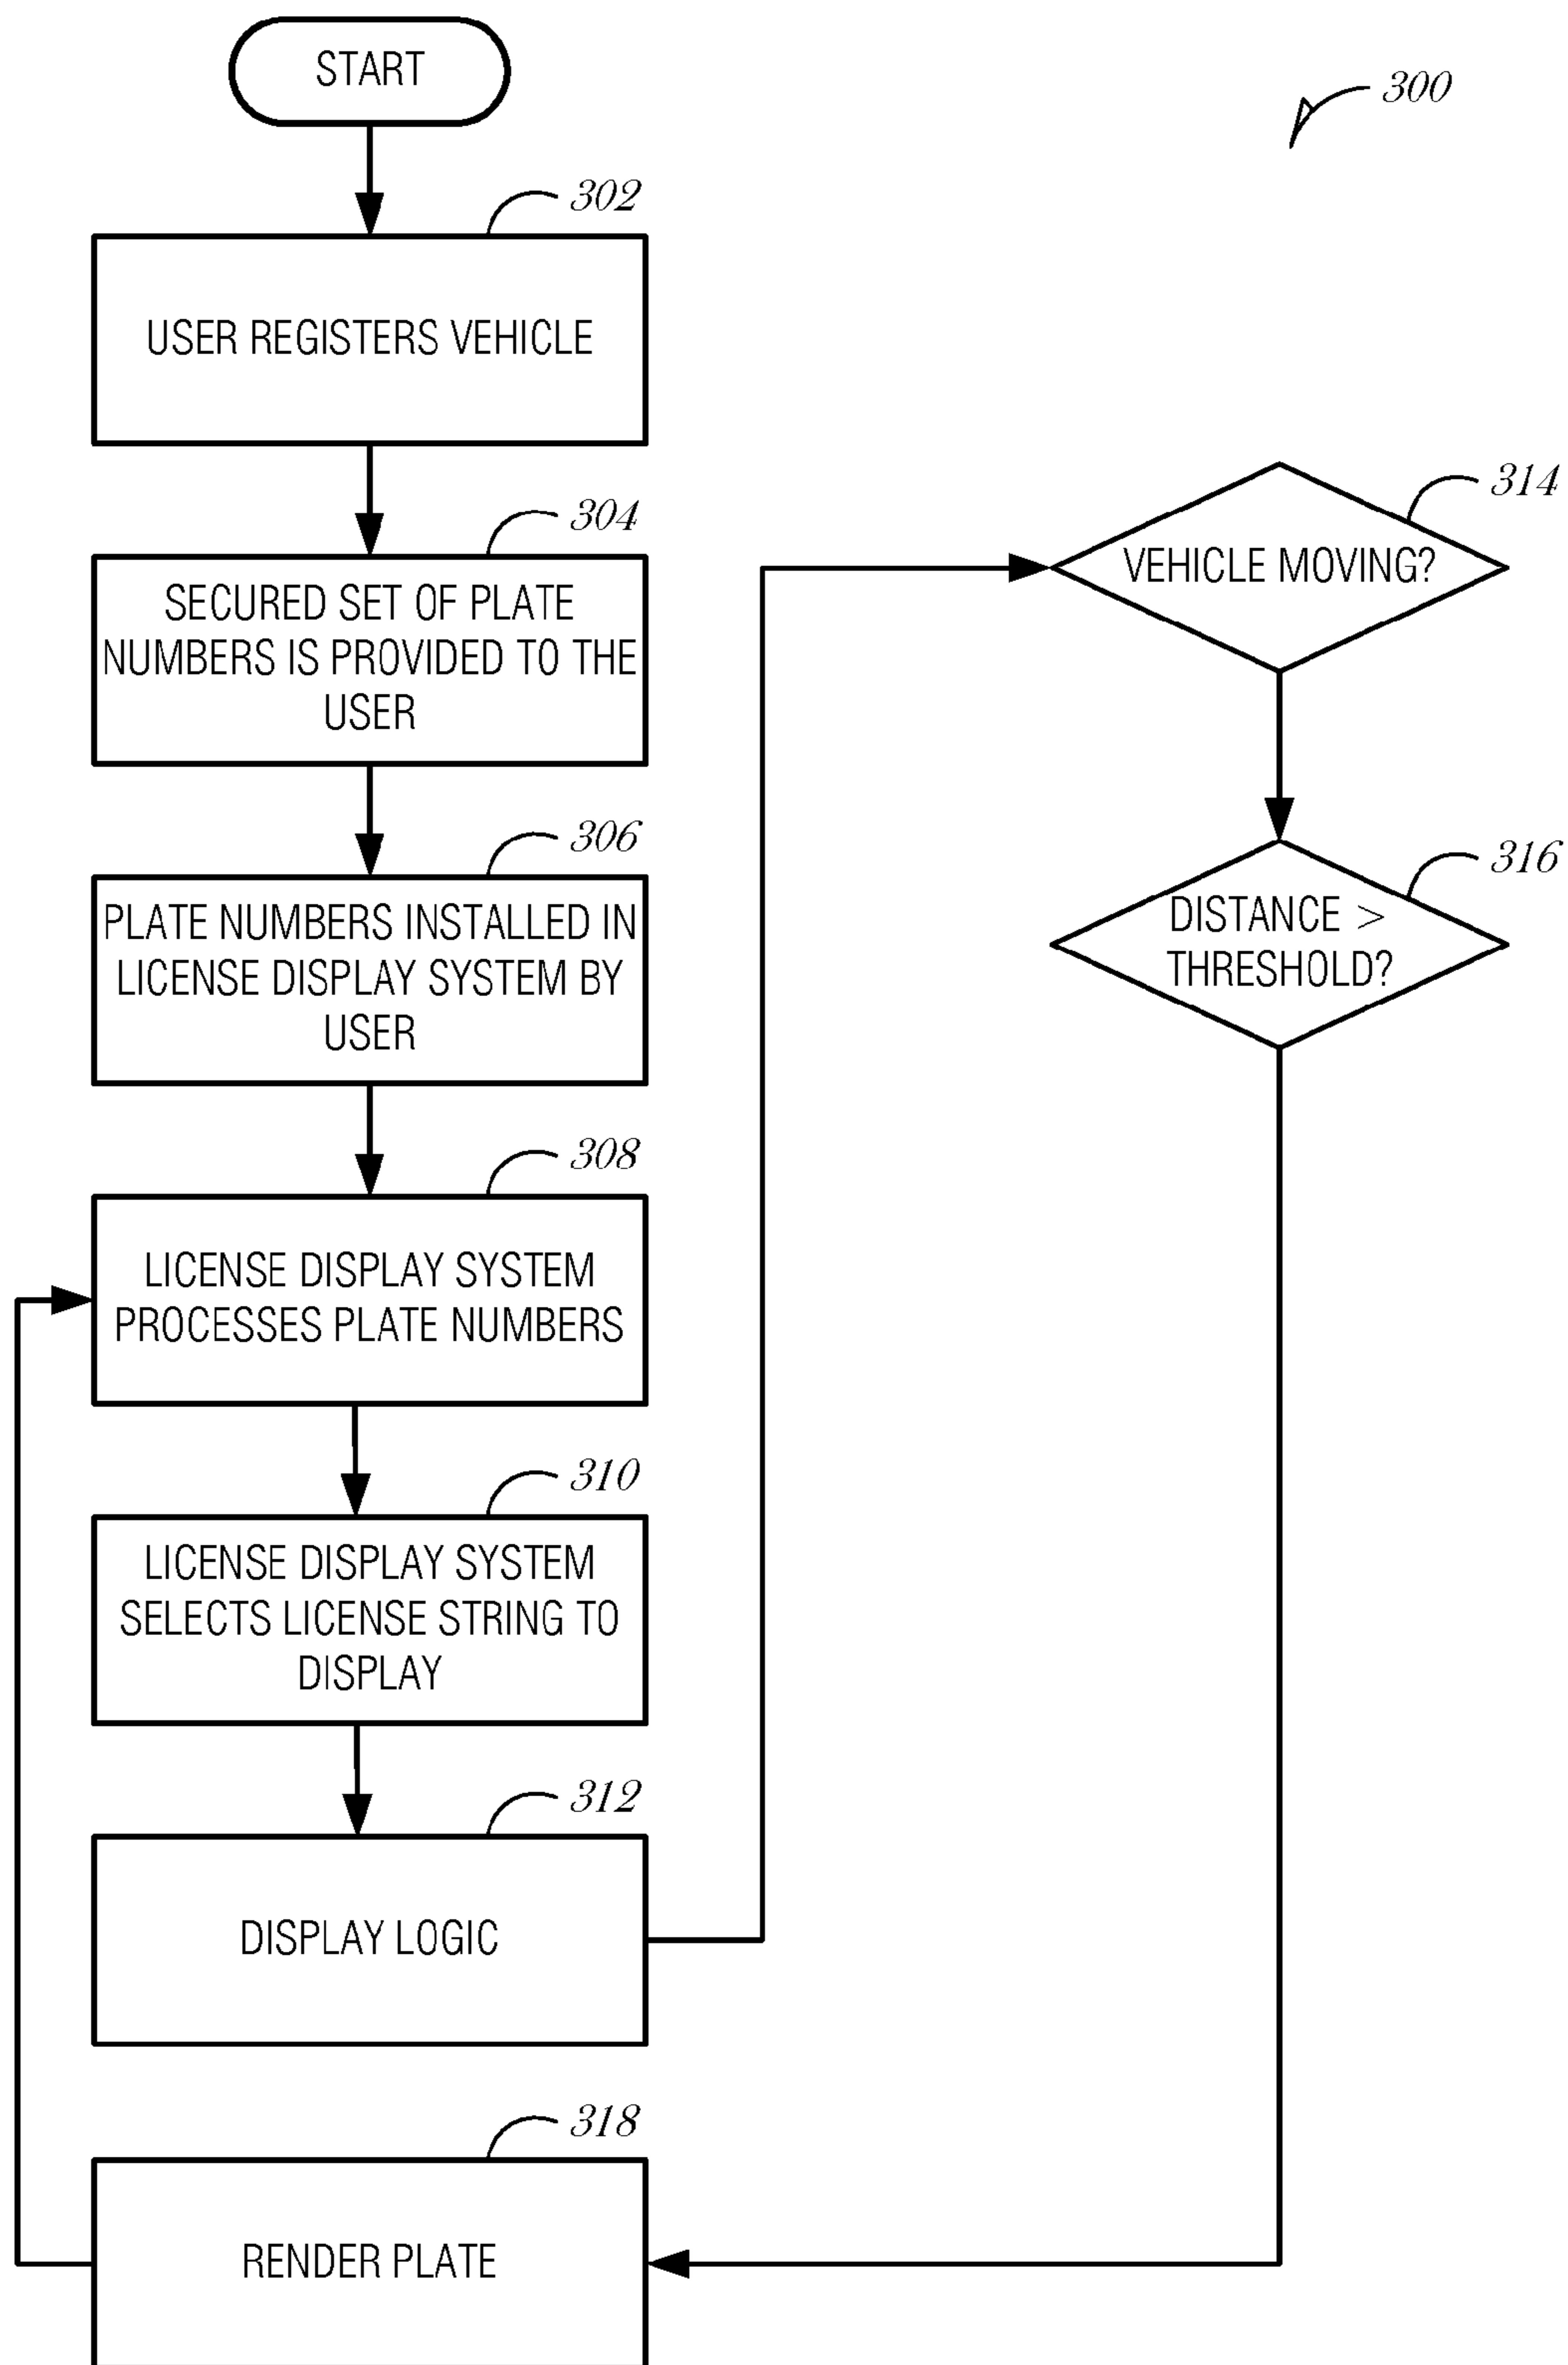 START
300
302
USER REGISTERS VEHICLE
304
SECURED SET OF PLATE
NUMBERS IS PROVIDED TO THE
USER
306
PLATE NUMBERS INSTALLED IN
LICENSE DISPLAY SYSTEM BY
USER
308
LICENSE DISPLAY SYSTEM
PROCESSES PLATE NUMBERS
310
LICENSE DISPLAY SYSTEM
SELECTS LICENSE STRING TO
DISPLAY
312
DISPLAY LOGIC
314
VEHICLE MOVING?
316
DISTANCE >
THRESHOLD?
318
RENDER PLATE